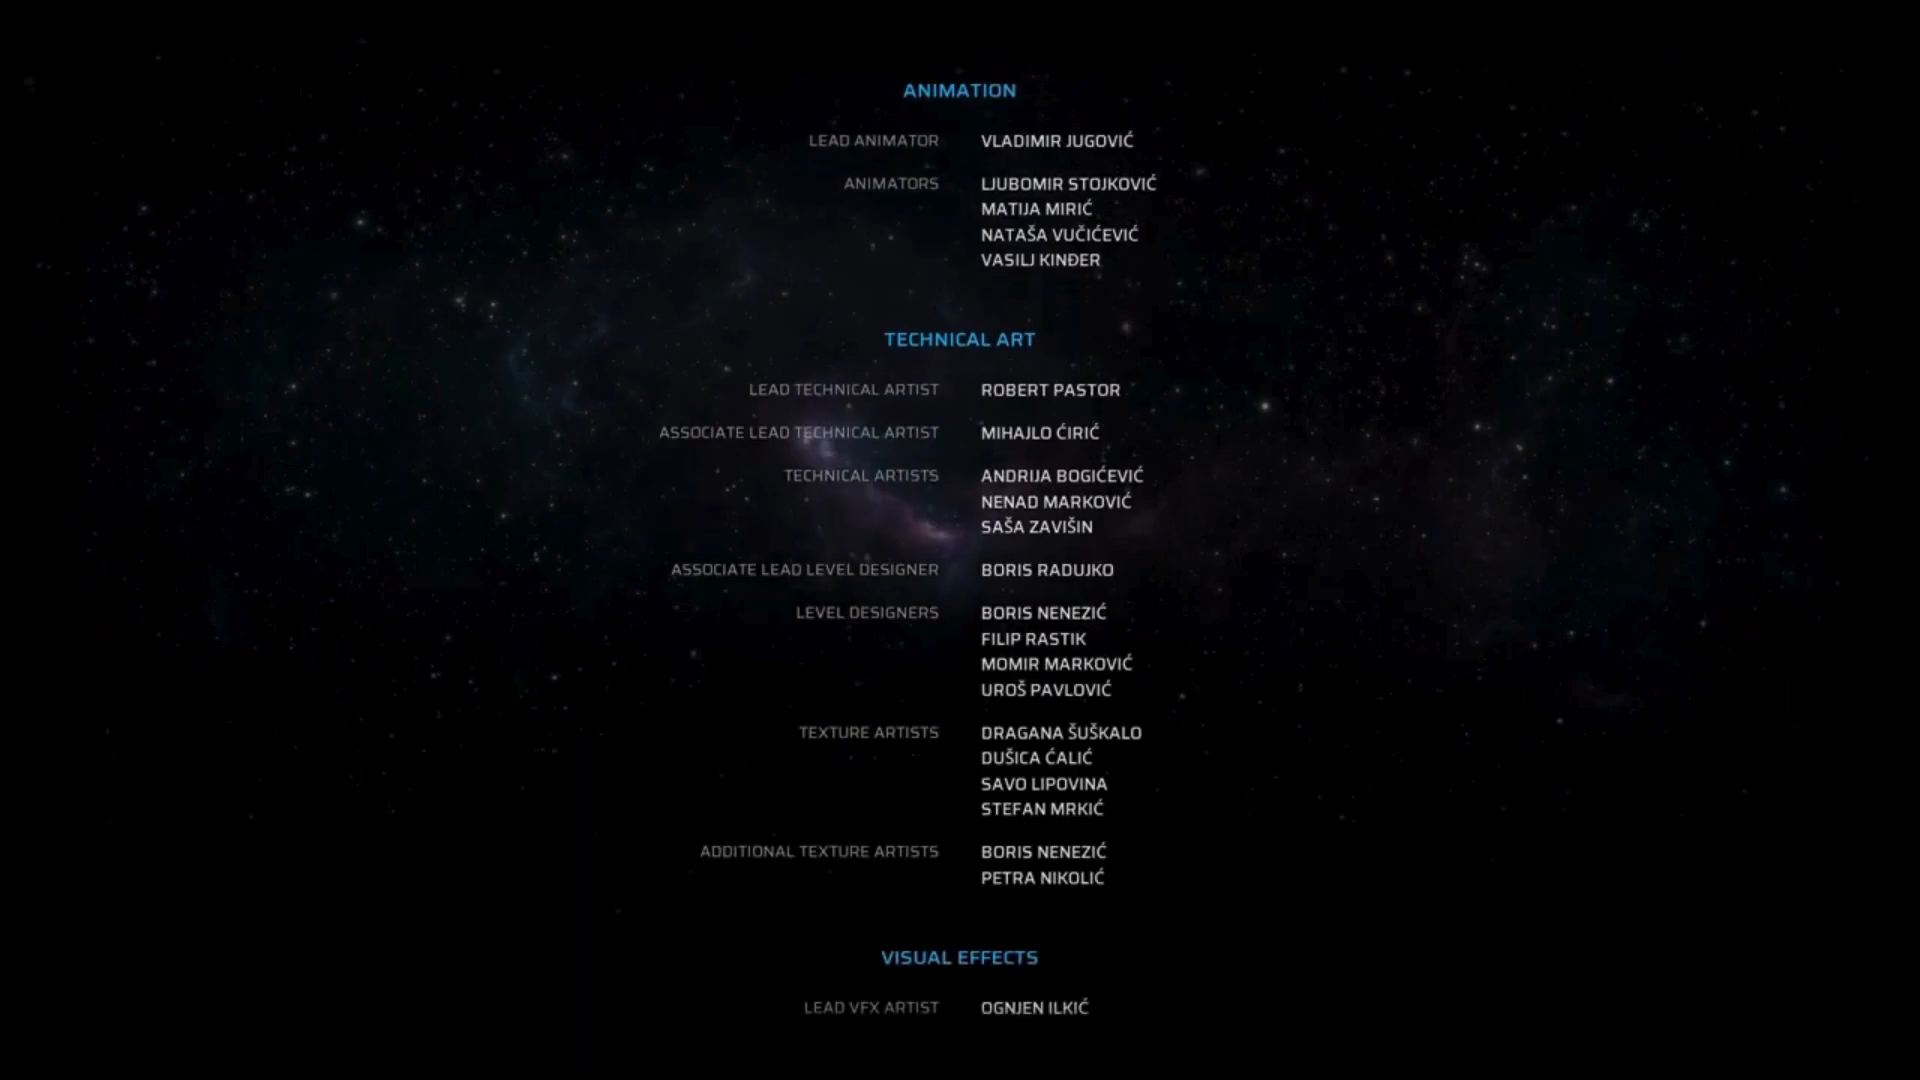 ANIMATION
LEAD ANIMATOR VLADIMIR JUGOVIĆ
ANIMATORS LJUBOMIR STOJKOVIĆ
MATIJA MIRIĆ
NATAŠA VUČIĆEVIĆ
VASILJ KINĐER
TECHNICAL ART
LEAD TECHNICAL ARTIST ROBERT PASTOR
ASSOCIATE LEAD TECHNICAL ARTIST MIHAJLO ĆIRIĆ
TECHNICAL ARTISTS ANDRIJA BOGIĆEVIĆ
NENAD MARKOVIĆ
SAŠA ZAVIŠIN
ASSOCIATE LEAD LEVEL DESIGNER BORIS RADUJKO
LEVEL DESIGNERS BORIS NENEZIĆ
FILIP RASTIK
MOMIR MARKOVIĆ
UROŠ PAVLOVIĆ
TEXTURE ARTISTS DRAGANA ŠUŠKALO
DUŠICA ĆALIĆ
SAVO LIPOVINA
STEFAN MRKIĆ
ADDITIONAL TEXTURE ARTISTS BORIS NENEZIĆ
PETRA NIKOLIĆ
VISUAL EFFECTS
LEAD VFX ARTIST OGNJEN ILKIĆ